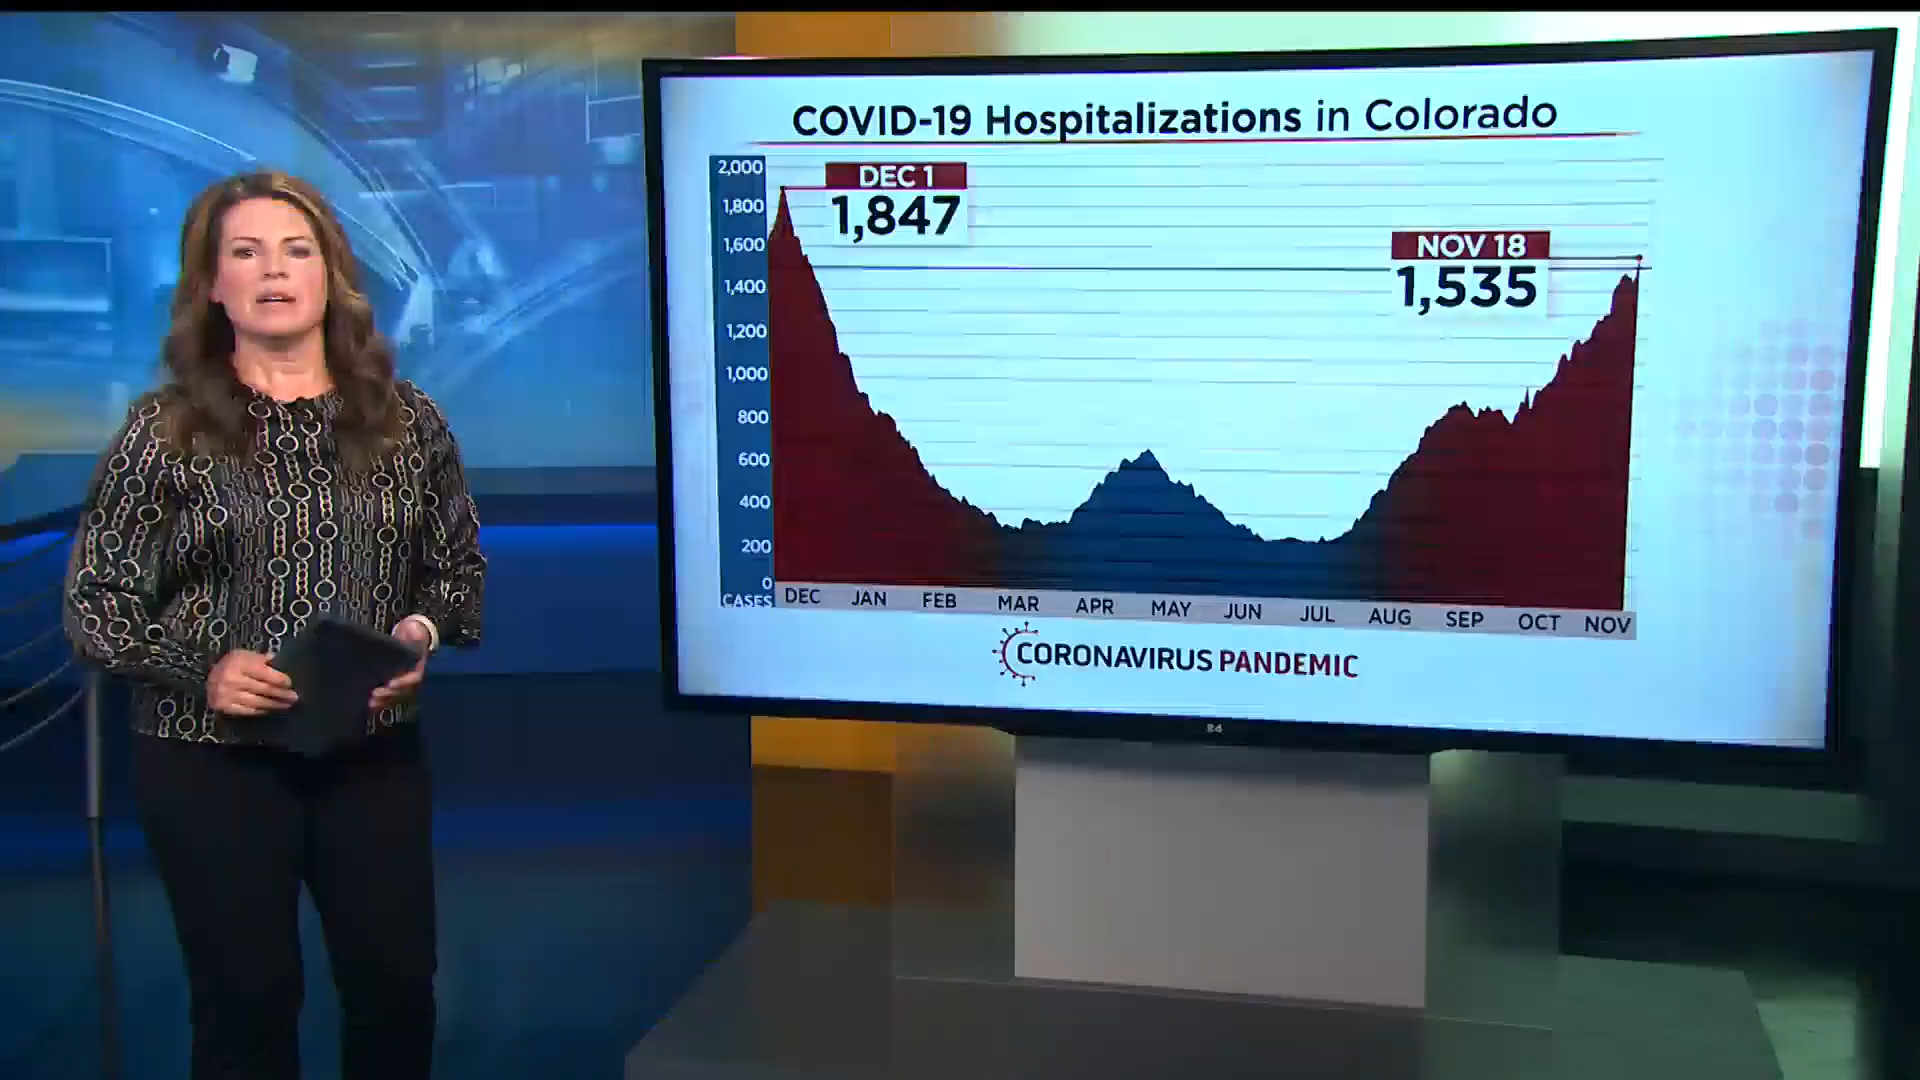 COVID-19 Hospitalizations in Colorado
2,000
1,800
1,600
1,400
1,200
1,000
800
600
400
200
0
CASES
DEC 1
1,847
NOV 18
1,535
DEC JAN FEB MAR APR MAY JUN JUL AUG SEP OCT NOV
CORONAVIRUS PANDEMIC